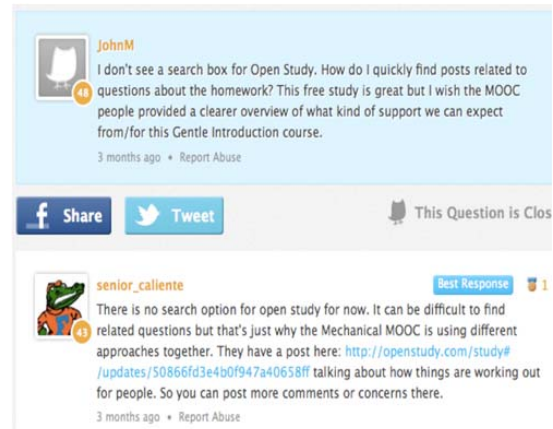 JohnM
I don't see a search box for Open Study. How do I quickly find posts related to
questions about the homework? This free study is great but I wish the MOOC
people provided a clearer overview of what kind of support we can expect
from/for this Gentle Introduction course.
48
3 months ago • Report Abuse
f Share
Tweet
This Question is Clos
senior_caliente
Best Response
1
There is no search option for open study for now. It can be difficult to find
related questions but that's just why the Mechanical MOOC is using different
approaches together. They have a post here: http://openstudy.com/study#
/updates/50866fd3e4b0f947a40658ff talking about how things are working out
for people. So you can post more comments or concerns there.
43
3 months ago • Report Abuse